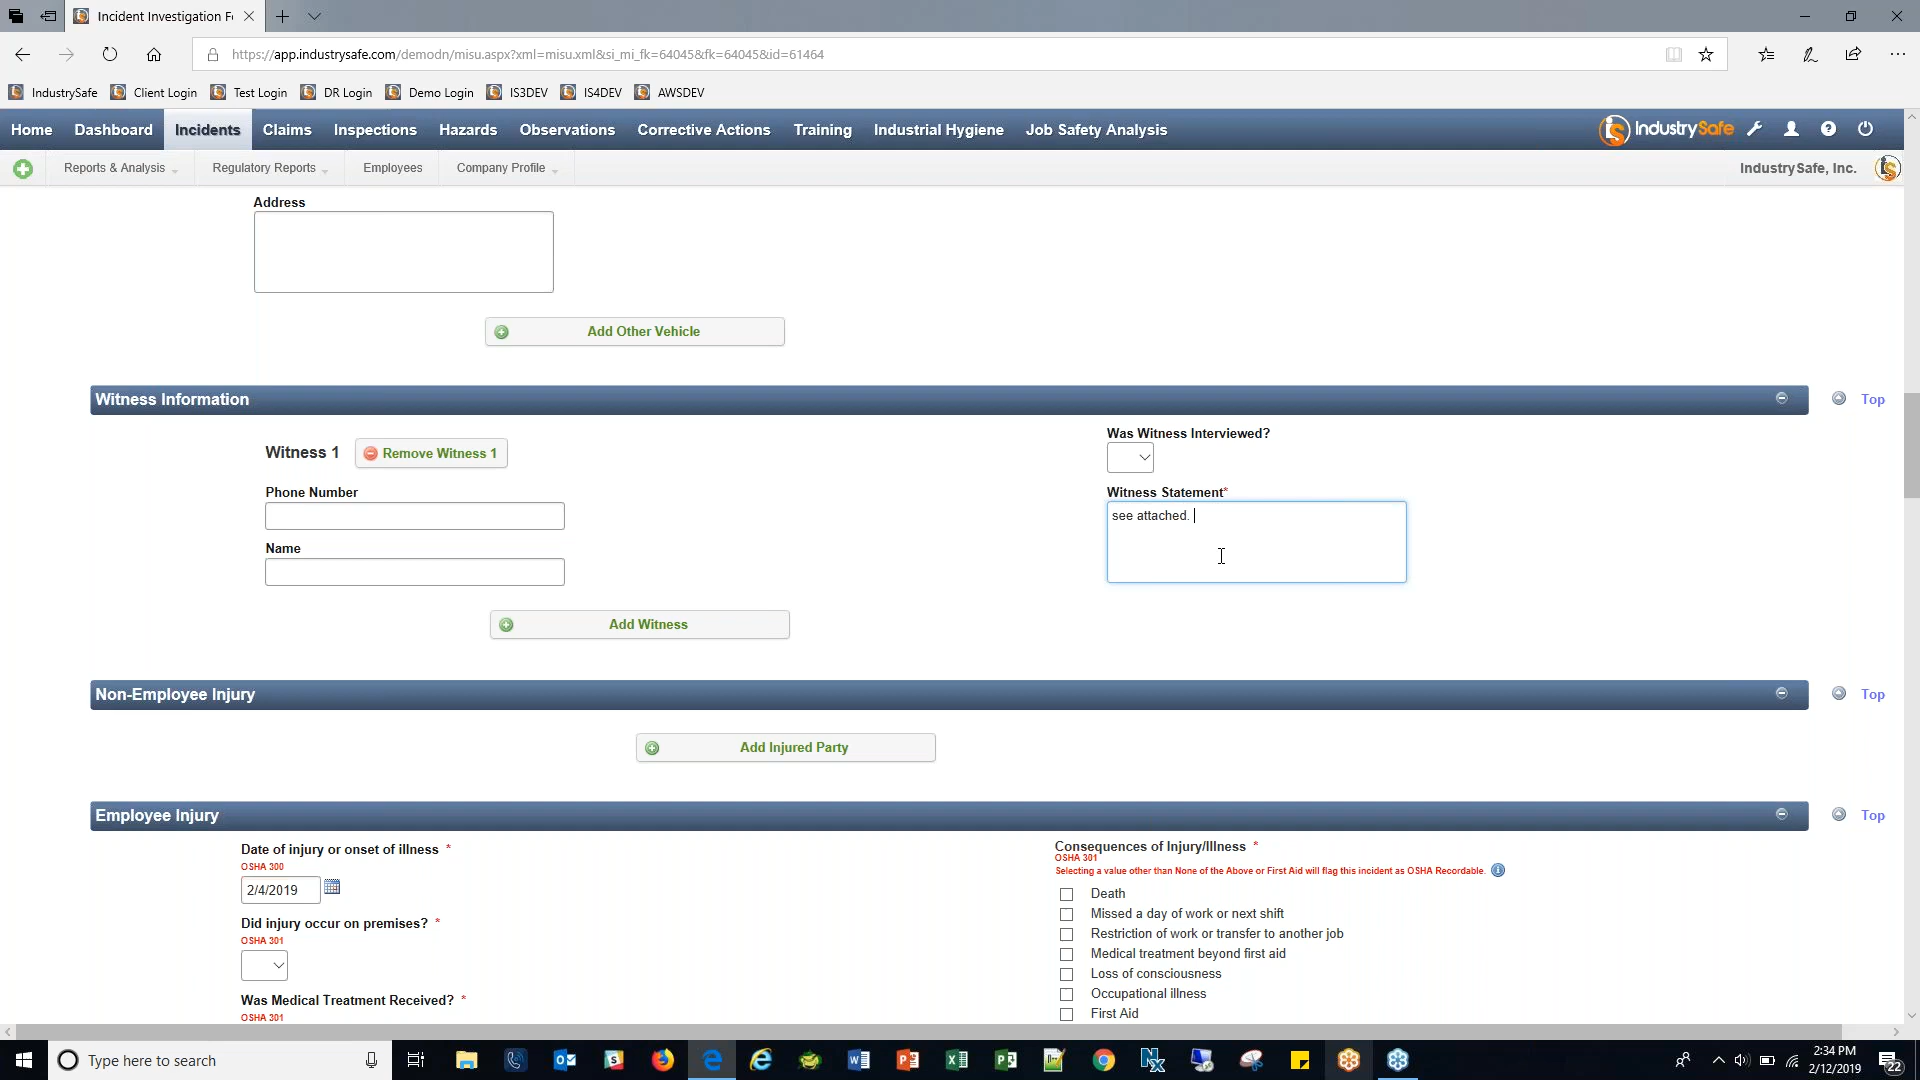 Incident Investigation Fo
https://app.industrysafe.com/demodn/misu.aspx?xml=misu.xml&si_mi_fk=64045&fk=64045&id=61464
IndustrySafe Client Login Test Login DR Login Demo Login IS3DEV IS4DEV AWSDEV
Home Dashboard Incidents Claims Inspections Hazards Observations Corrective Actions Training Industrial Hygiene Job Safety Analysis IndustrySafe
Reports & Analysis Regulatory Reports Employees Company Profile IndustrySafe, Inc.
Address
Add Other Vehicle
Witness Information Top
Witness 1 Remove Witness 1
Was Witness Interviewed?
Phone Number
Witness Statement*
see attached.
Name
Add Witness
Non-Employee Injury Top
Add Injured Party
Employee Injury Top
Date of injury or onset of illness *
OSHA 300
2/4/2019
Did injury occur on premises? *
OSHA 301
Was Medical Treatment Received? *
OSHA 301
Consequences of Injury/Illness *
OSHA 301
Selecting a value other than None of the Above or First Aid will flag this incident as OSHA Recordable.
Death
Missed a day of work or next shift
Restriction of work or transfer to another job
Medical treatment beyond first aid
Loss of consciousness
Occupational illness
First Aid
Type here to search
2:34 PM
2/12/2019
22